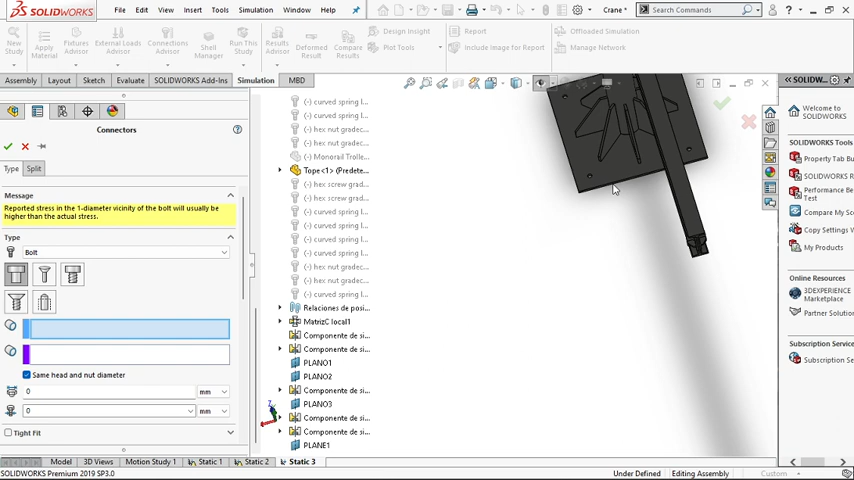 SOLIDWORKS File Edit View Insert Tools Simulation Window Crane * Search Commands
New Study Apply Material Fixtures Advisor External Loads Advisor Connections Advisor Shell Manager Run This Study Results Advisor Deformed Result Compare Results Design Insight Plot Tools Report Include Image for Report Offloaded Simulation Manage Network
Assembly Layout Sketch Evaluate SOLIDWORKS Add-Ins Simulation MBD
SOLIDW...
Connectors
Type Split
Message
Reported stress in the 1-diameter vicinity of the bolt will usually be
higher than the actual stress.
Type
Bolt
Same head and nut diameter
0 mm
0 mm
Tight Fit
(-) curved spring l...
(-) curved spring l...
(-) curved spring l...
(-) hex nut gradec...
(-) Monorail Trolle...
Tope <1> (Predete...
(-) hex screw grad...
(-) hex screw grad...
(-) curved spring l...
(-) curved spring l...
(-) curved spring l...
(-) hex nut gradec...
(-) curved spring l...
(-) hex nut gradec...
(-) curved spring l...
Relaciones de posi...
MatrizC local1
Componente de si...
Componente de si...
PLANO1
PLANO2
Componente de si...
PLANO3
Componente de si...
Componente de si...
PLANE1
Z
Welcome to
SOLIDWORKS
SOLIDWORKS Tools
Property Tab Bu
SOLIDWORKS R
Performance Be
Test
Compare My Sco
Copy Settings V
My Products
Online Resources
3DEXPERIENCE
Marketplace
Partner Solution
Subscription Service
Subscription Se
Model 3D Views Motion Study 1 Static 1 Static 2 Static 3
SOLIDWORKS Premium 2019 SP3.0 Under Defined Editing Assembly Custom